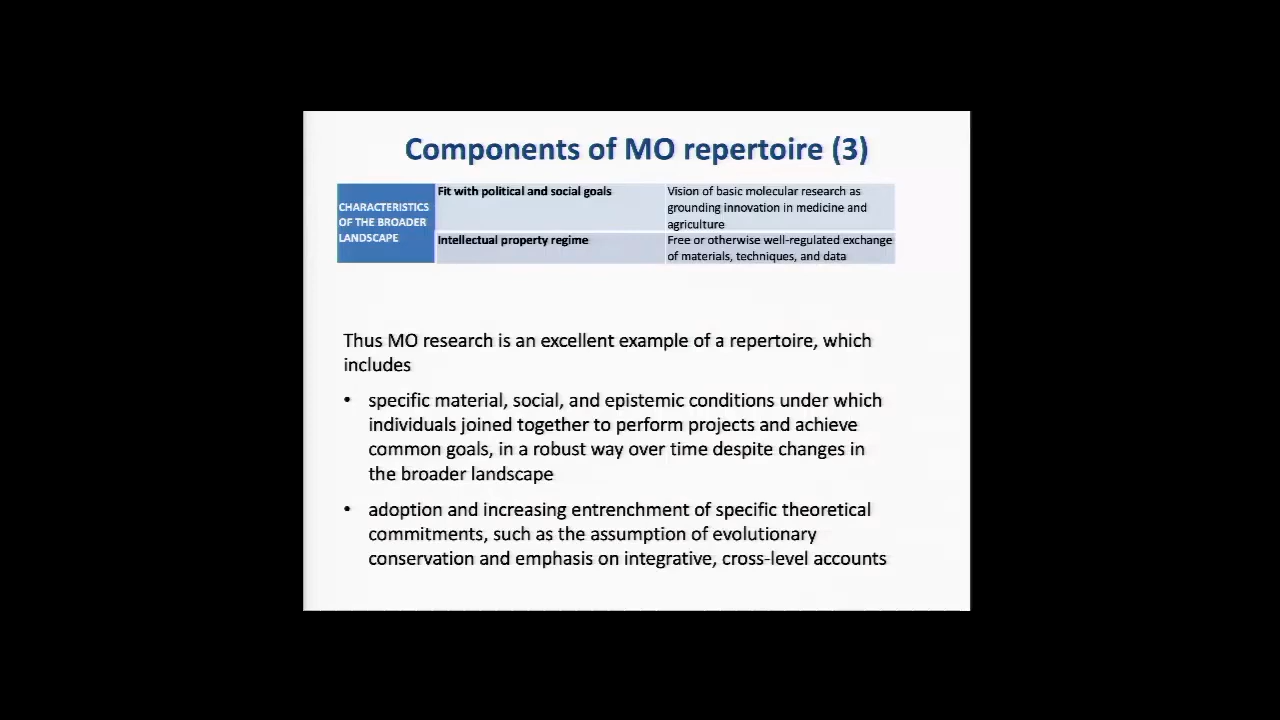 Components of MO repertoire (3)
CHARACTERISTICS
OF THE BROADER
LANDSCAPE
Fit with political and social goals
Vision of basic molecular research as
grounding innovation in medicine and
agriculture
Intellectual property regime
Free or otherwise well-regulated exchange
of materials, techniques, and data
Thus MO research is an excellent example of a repertoire, which
includes
• specific material, social, and epistemic conditions under which
individuals joined together to perform projects and achieve
common goals, in a robust way over time despite changes in
the broader landscape
• adoption and increasing entrenchment of specific theoretical
commitments, such as the assumption of evolutionary
conservation and emphasis on integrative, cross-level accounts